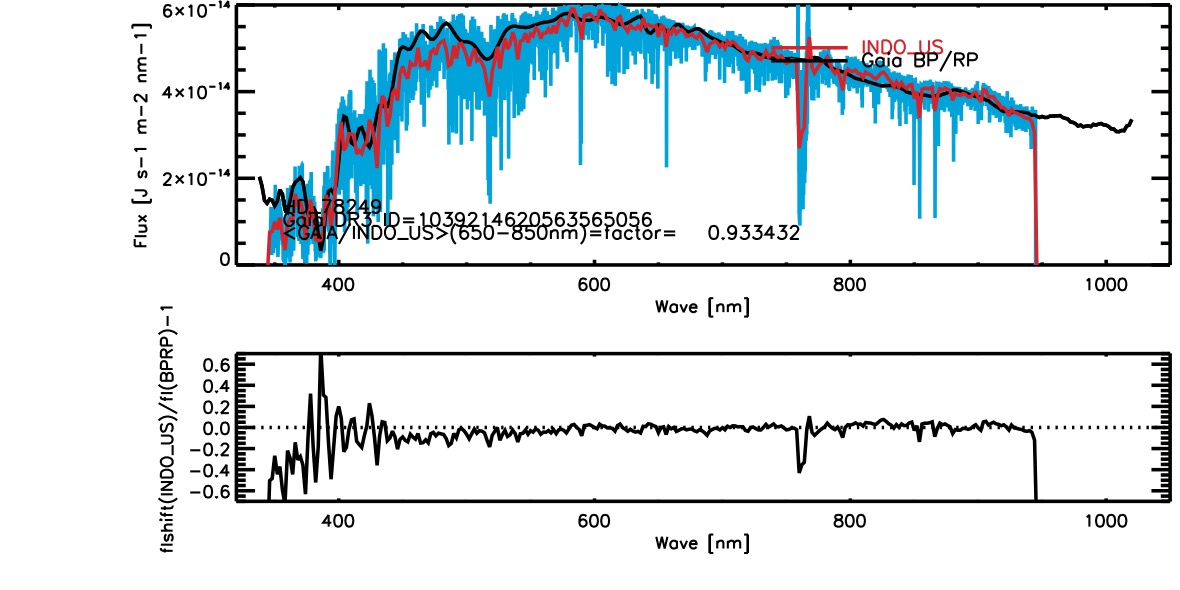 6×10−14
INDO_US
Gaia BP/RP
4×10−14
2×10−14
0
Flux [J s−1 m−2 nm−1]
HD 78249
Gaia DR3 ID=1039214620563565056
<GAIA/INDO_US>(650−850nm)=factor= 0.933432
400 600 800 1000
Wave [nm]
0.6
0.4
0.2
0.0
−0.2
−0.4
−0.6
flshift(INDO_US)/fl(BPRP)−1
400 600 800 1000
Wave [nm]